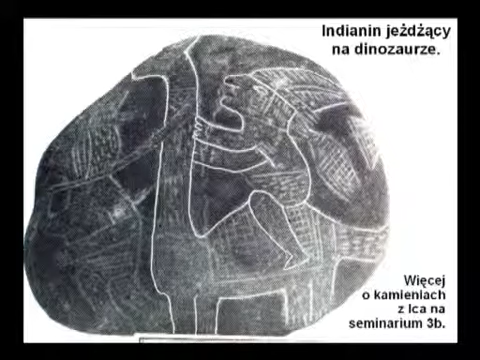 Indianin jeżdżący
na dinozaurze.
Więcej
o kamieniach
z Ica na
seminarium 3b.